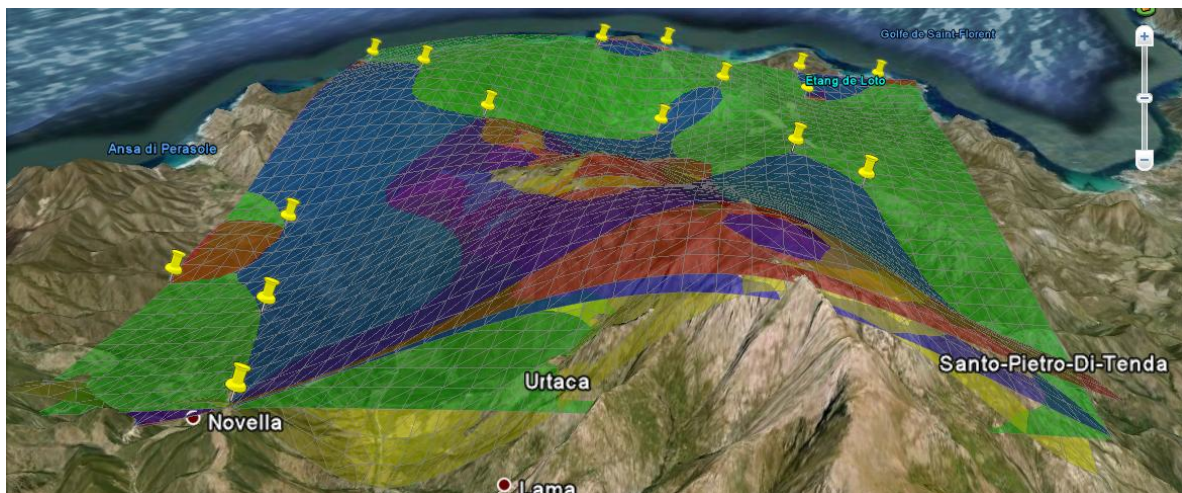 Golfe de Saint-Florent
Etang de Loto
Ansa di Perasole
Santo-Pietro-Di-Tenda
Urtaca
Novella
Lama